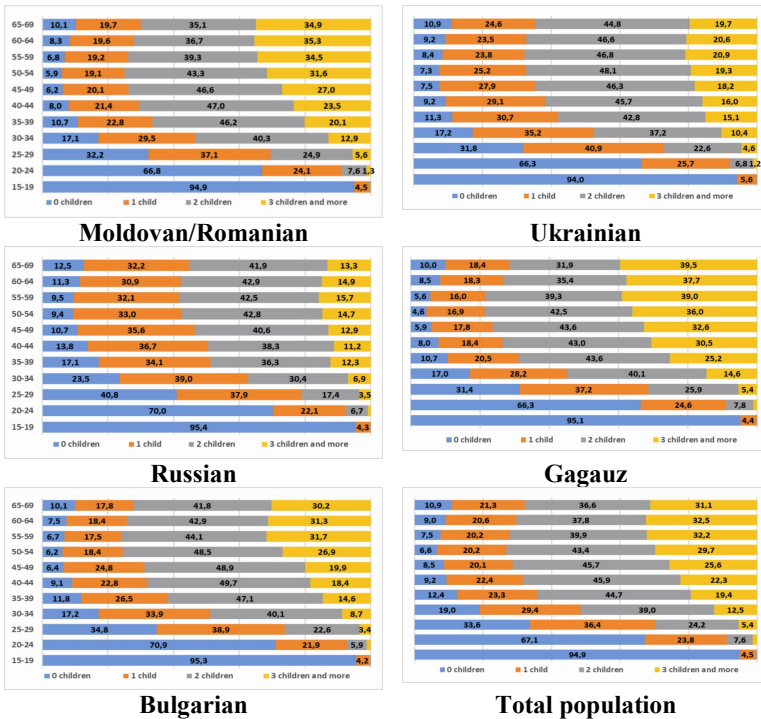 65-69 10,1 19,7 35,1 34,9
60-64 8,3 19,6 36,7 35,3
55-59 6,8 19,2 39,3 34,5
50-54 5,9 19,1 43,3 31,6
45-49 6,2 20,1 46,6 27,0
40-44 8,0 21,4 47,0 23,5
35-39 10,7 22,8 46,2 20,1
30-34 17,1 29,5 40,3 12,9
25-29 32,2 37,1 24,9 5,6
20-24 66,8 24,1 7,6 1,3
15-19 94,9 4,5
0 children 1 child 2 children 3 children and more
Moldovan/Romanian
10,9 24,6 44,8 19,7
9,2 23,5 46,6 20,6
8,4 23,8 46,8 20,9
7,3 25,2 48,1 19,3
7,5 27,9 46,3 18,2
9,2 29,1 45,7 16,0
11,3 30,7 42,8 15,1
17,2 35,2 37,2 10,4
31,8 40,9 22,6 4,6
66,3 25,7 6,8 1,2
94,0 5,6
0 children 1 child 2 children 3 children and more
Ukrainian
65-69 12,5 32,2 41,9 13,3
60-64 11,3 30,9 42,9 14,9
55-59 9,5 32,1 42,5 15,7
50-54 9,4 33,0 42,8 14,7
45-49 10,7 35,6 40,6 12,9
40-44 13,8 36,7 38,3 11,2
35-39 17,1 34,1 36,3 12,3
30-34 23,5 39,0 30,4 6,9
25-29 40,8 37,9 17,4 3,5
20-24 70,0 22,1 6,7
15-19 95,4 4,3
0 children 1 child 2 children 3 children and more
Russian
10,0 18,4 31,9 39,5
8,5 18,3 35,4 37,7
5,6 16,0 39,3 39,0
4,6 16,9 42,5 36,0
5,9 17,8 43,6 32,6
8,0 18,4 43,0 30,5
10,7 20,5 43,6 25,2
17,0 28,2 40,1 14,6
31,4 37,2 25,9 5,4
66,3 24,6 7,8
95,1 4,4
0 children 1 child 2 children 3 children and more
Gagauz
65-69 10,1 17,8 41,8 30,2
60-64 7,5 18,4 42,9 31,3
55-59 6,7 17,5 44,1 31,7
50-54 6,2 18,4 48,5 26,9
45-49 6,4 24,8 48,9 19,9
40-44 9,1 22,8 49,7 18,4
35-39 11,8 26,5 47,1 14,6
30-34 17,2 33,9 40,1 8,7
25-29 34,8 38,9 22,6 3,4
20-24 70,9 21,9 5,9
15-19 95,3 4,2
0 children 1 child 2 children 3 children and more
Bulgarian
10,9 21,3 36,6 31,1
9,0 20,6 37,8 32,5
7,5 20,2 39,9 32,2
6,6 20,2 43,4 29,7
8,5 20,1 45,7 25,6
9,2 22,4 45,9 22,3
12,4 23,3 44,7 19,4
19,0 29,4 39,0 12,5
33,6 36,4 24,2 5,4
67,1 23,8 7,6
94,9 4,5
0 children 1 child 2 children 3 children and more
Total population